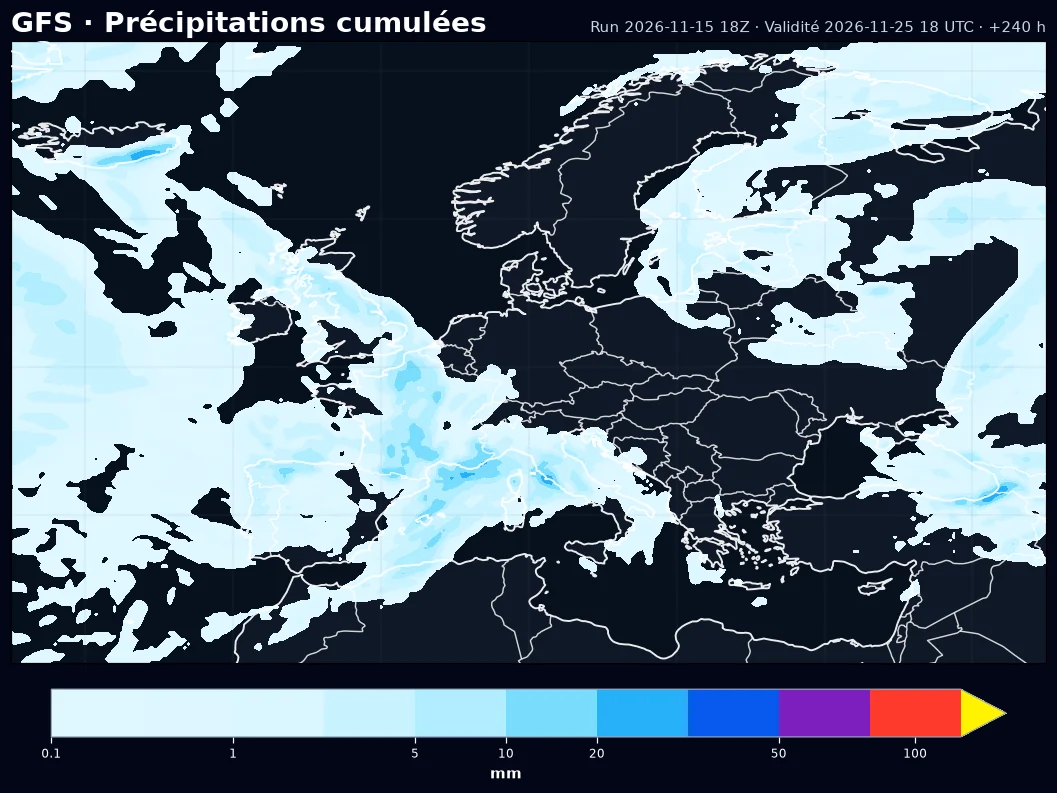 GFS · Précipitations cumulées
Run 2026-11-15 18Z · Validité 2026-11-25 18 UTC · +240 h
0.1 1 5 10 20 50 100
mm